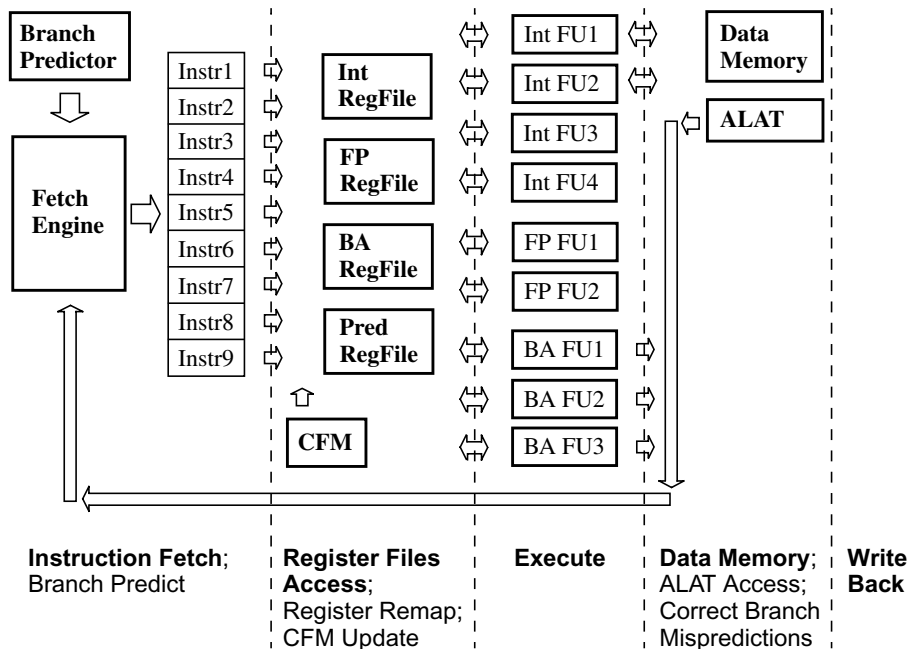 Branch
Predictor
Fetch
Engine
Instr1
Instr2
Instr3
Instr4
Instr5
Instr6
Instr7
Instr8
Instr9
Int
RegFile
FP
RegFile
BA
RegFile
Pred
RegFile
CFM
Int FU1
Int FU2
Int FU3
Int FU4
FP FU1
FP FU2
BA FU1
BA FU2
BA FU3
Data
Memory
ALAT
Instruction Fetch;
Branch Predict
Register Files
Access;
Register Remap;
CFM Update
Execute
Data Memory;
ALAT Access;
Correct Branch
Mispredictions
Write
Back